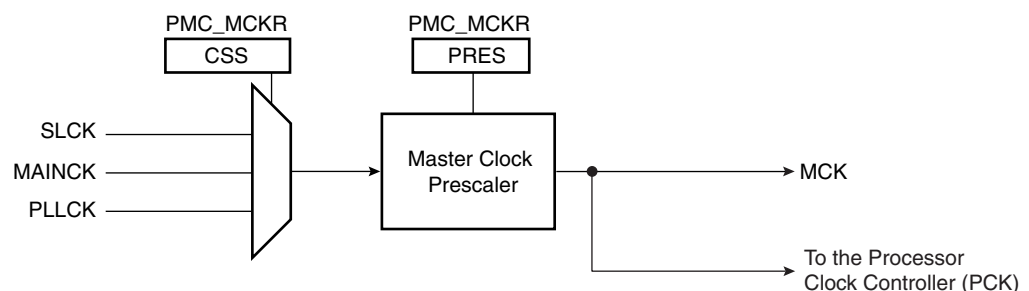 PMC_MCKR
PMC_MCKR
CSS
PRES
SLCK
MAINCK
PLLCK
Master Clock
Prescaler
MCK
To the Processor
Clock Controller (PCK)